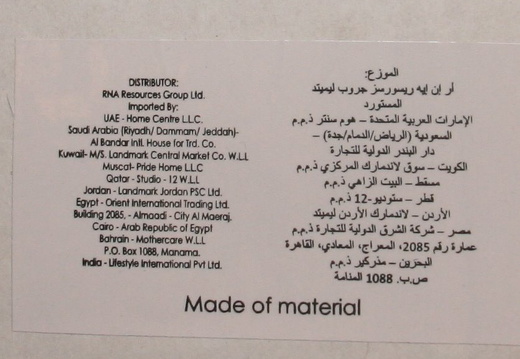 DISTRIBUTOR:
RNA Resources Group Ltd.
Imported By:
UAE - Home Centre L.L.C.
Saudi Arabia (Riyadh/ Dammam/ Jeddah)-
Al Bandar Intl. House for Trd. Co.
Kuwait- M/S. Landmark Central Market Co. W.L.L
Muscat- Pride Home L.L.C
Qatar - Studio - 12 W.L.L
Jordan - Landmark Jordan PSC Ltd.
Egypt - Orient International Trading Ltd.
Building 2085, - Almaadi - City Al Maeraj,
Cairo - Arab Republic of Egypt
Bahrain - Mothercare W.L.L
P.O. Box 1088, Manama.
India - Lifestyle International Pvt Ltd.
الموزع:
أر إن إيه ريسورسز جروب ليميتد
المستورد
الإمارات العربية المتحدة – هوم سنتر ذ.م.م
السعودية (الرياض/الدمام/جدة) –
دار البندر الدولية للتجارة
الكويت – سوق لاندمارك المركزي ذ.م.م
مسقط – البيت الزاهي ذ.م.م
قطر – ستوديو-12 ذ.م.م
الأردن – لاندمارك الأردن ليميتد
مصر – شركة الشرق الدولية للتجارة ذ.م.م
عمارة رقم 2085، المعراج، المعادي، القاهرة
البحرين – مذركير ذ.م.م
ص.ب. 1088 المنامة
Made of material